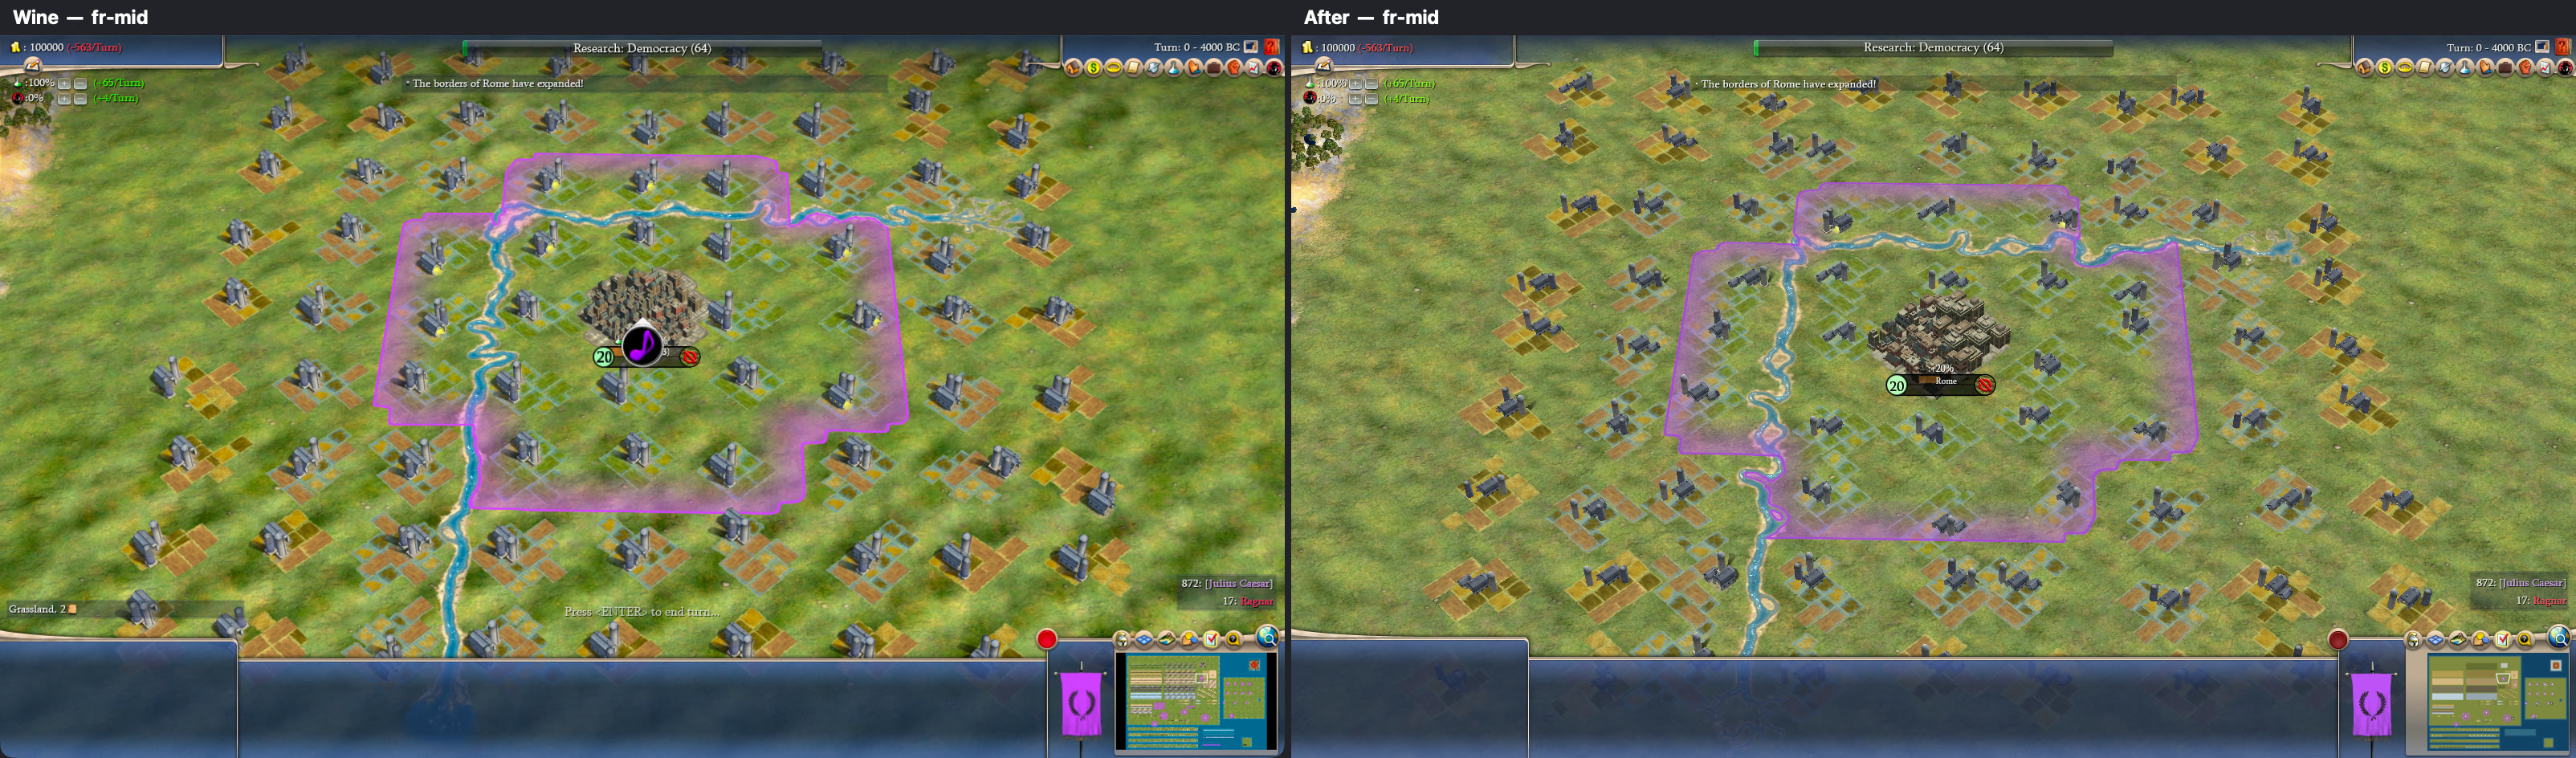 Wine — fr-mid
: 100000 (-563/Turn)
Research: Democracy (64)
Turn: 0 - 4000 BC
:100% (+65/Turn)
:0% (+4/Turn)
· The borders of Rome have expanded!
20
Press <ENTER> to end turn...
872: [Julius Caesar]
17: Ragnar
Grassland, 2
After — fr-mid
: 100000 (-563/Turn)
Research: Democracy (64)
Turn: 0 - 4000 BC
:100% (+65/Turn)
:0% (+4/Turn)
· The borders of Rome have expanded!
+20%
20 Rome
872: [Julius Caesar]
17: Ragnar